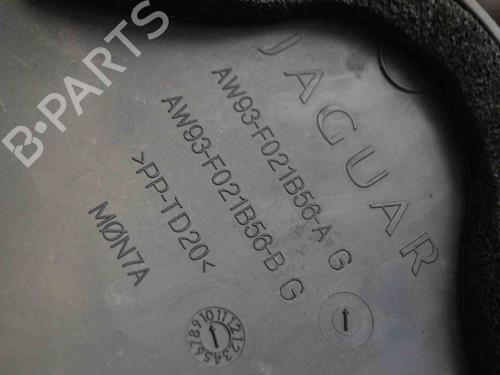 B-PARTS
JAGUAR
AW93-F021B56-A G
AW93-F021B56-B G
>PP-TD20<
MØN7A